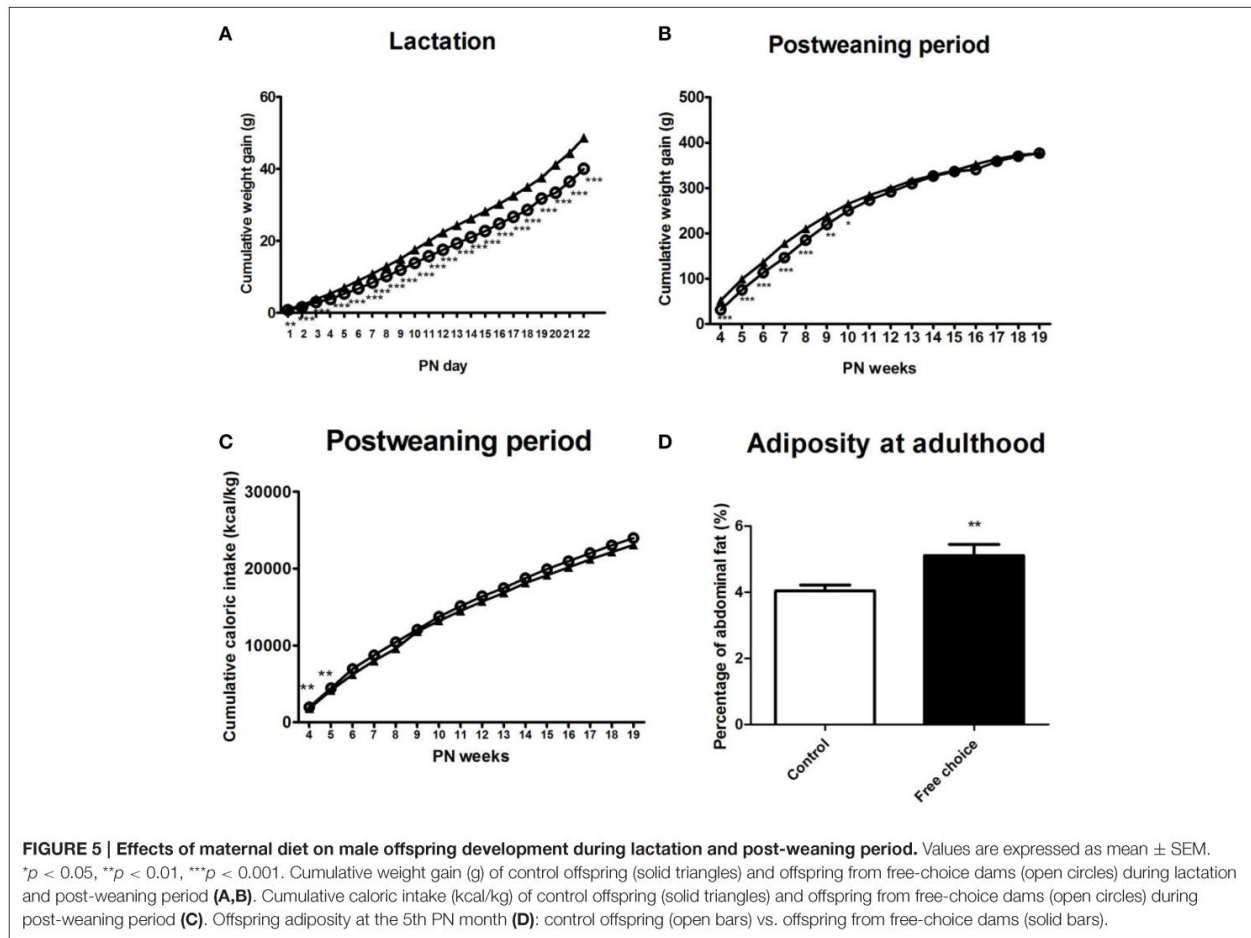 A
Lactation
Cumulative weight gain (g)
60
40
20
0
** *** *** *** *** *** *** *** *** *** *** *** *** *** *** *** *** *** *** *** *** ***
1 2 3 4 5 6 7 8 9 10 11 12 13 14 15 16 17 18 19 20 21 22
PN day
B
Postweaning period
Cumulative weight gain (g)
500
400
300
200
100
0
*** *** *** *** *** ** *
4 5 6 7 8 9 10 11 12 13 14 15 16 17 18 19
PN weeks
C
Postweaning period
Cumulative caloric intake (kcal/kg)
30000
20000
10000
0
** **
4 5 6 7 8 9 10 11 12 13 14 15 16 17 18 19
PN weeks
D
Adiposity at adulthood
Percentage of abdominal fat (%)
6
4
2
0
**
Control
Free choice
FIGURE 5 | Effects of maternal diet on male offspring development during lactation and post-weaning period. Values are expressed as mean ± SEM.
*p < 0.05, **p < 0.01, ***p < 0.001. Cumulative weight gain (g) of control offspring (solid triangles) and offspring from free-choice dams (open circles) during lactation
and post-weaning period (A,B). Cumulative caloric intake (kcal/kg) of control offspring (solid triangles) and offspring from free-choice dams (open circles) during
post-weaning period (C). Offspring adiposity at the 5th PN month (D): control offspring (open bars) vs. offspring from free-choice dams (solid bars).